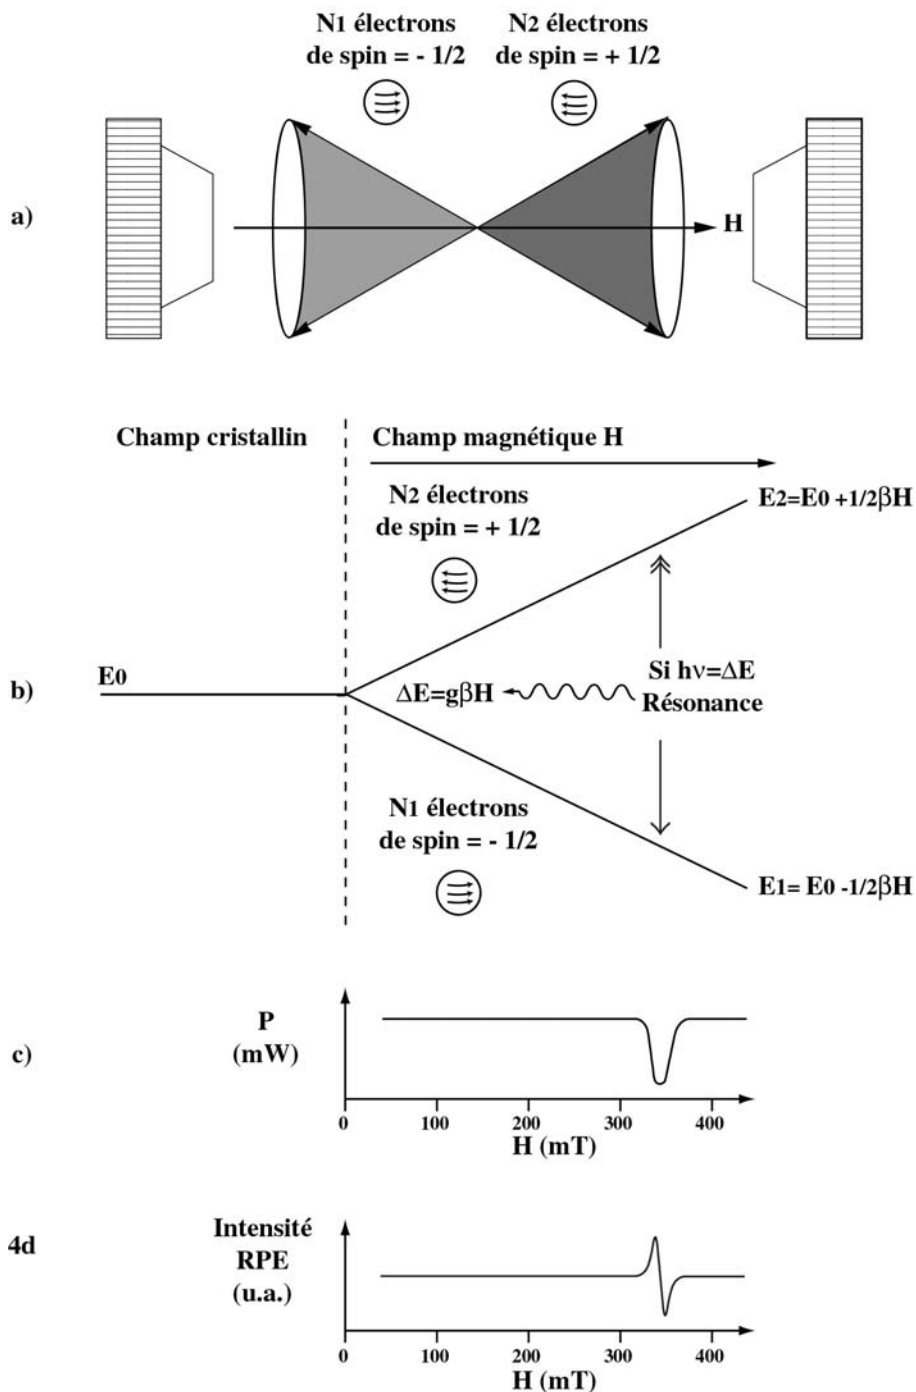 N1 électrons
de spin = - 1/2
N2 électrons
de spin = + 1/2
a)
H
Champ cristallin
Champ magnétique H
N2 électrons
de spin = + 1/2
E2=E0 +1/2βH
E0
b)
ΔE=gβH
Si hν=ΔE
Résonance
N1 électrons
de spin = - 1/2
E1= E0 -1/2βH
c)
P
(mW)
0 100 200 300 400
H (mT)
4d
Intensité
RPE
(u.a.)
0 100 200 300 400
H (mT)